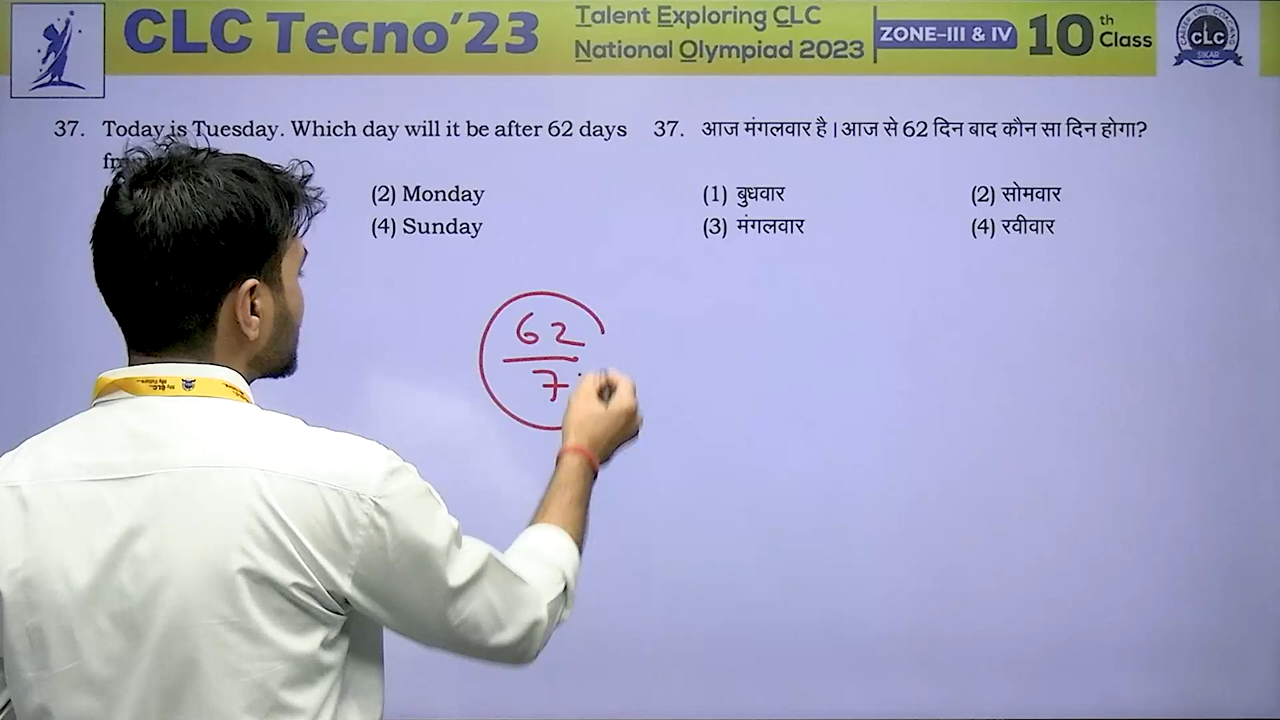 CLC Tecno'23
Talent Exploring CLC
National Olympiad 2023
ZONE–III & IV
10th Class
CLC
SIKAR
37. Today is Tuesday. Which day will it be after 62 days
(2) Monday
(4) Sunday
37. आज मंगलवार है। आज से 62 दिन बाद कौन सा दिन होगा?
(1) बुधवार (2) सोमवार
(3) मंगलवार (4) रवीवार
62
7